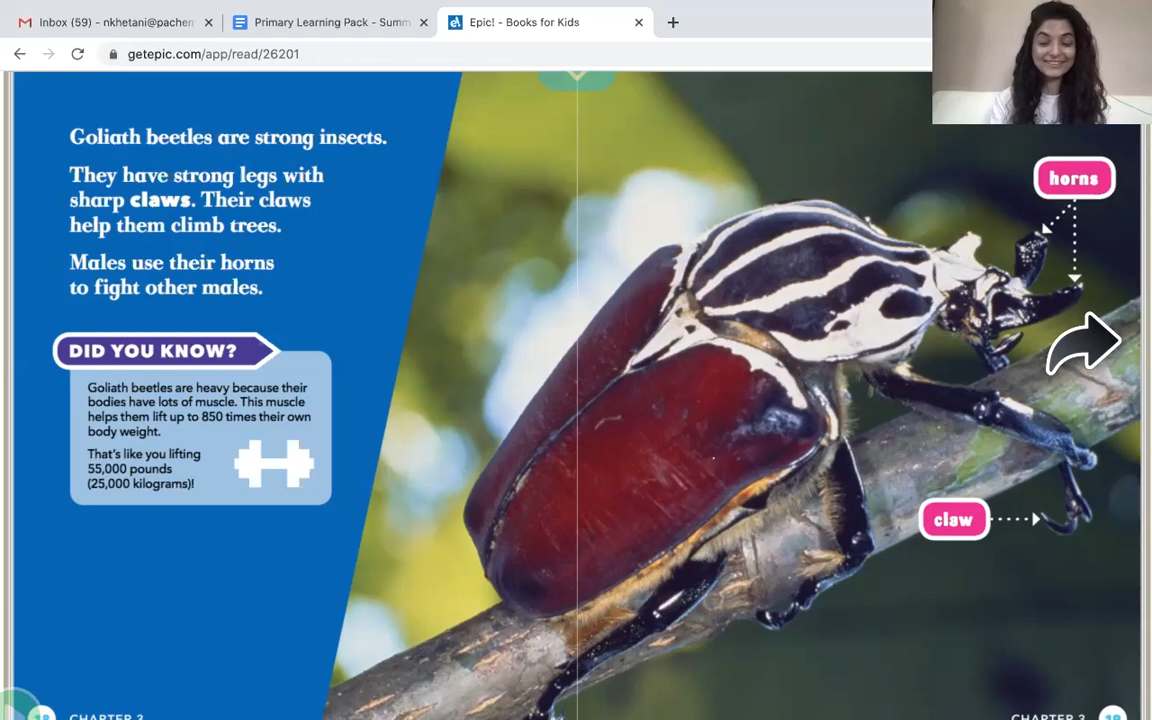 Inbox (59) - nkhetani@pachem
Primary Learning Pack - Summ
Epic! - Books for Kids
getepic.com/app/read/26201
Goliath beetles are strong insects.
They have strong legs with
sharp claws. Their claws
help them climb trees.
Males use their horns
to fight other males.
DID YOU KNOW?
Goliath beetles are heavy because their
bodies have lots of muscle. This muscle
helps them lift up to 850 times their own
body weight.
That's like you lifting
55,000 pounds
(25,000 kilograms)!
horns
claw
18 CHAPTER 3
CHAPTER 3 19